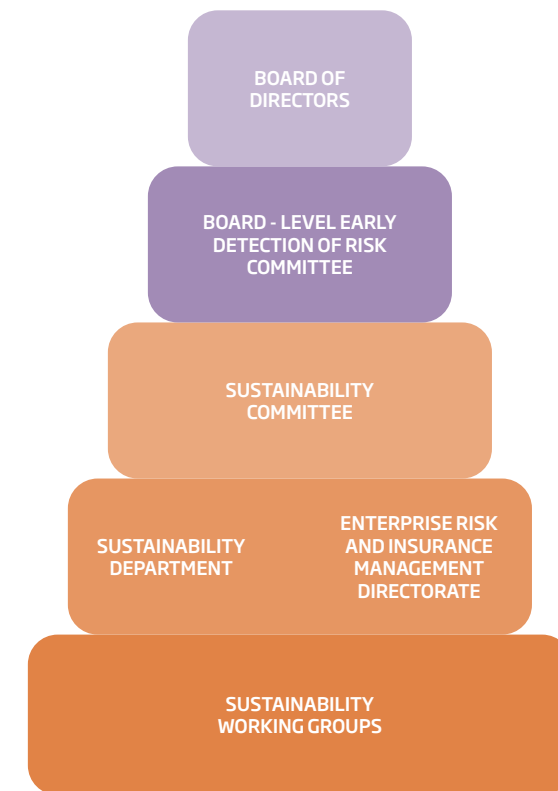 BOARD OF
DIRECTORS
BOARD - LEVEL EARLY
DETECTION OF RISK
COMMITTEE
SUSTAINABILITY
COMMITTEE
SUSTAINABILITY
DEPARTMENT
ENTERPRISE RISK
AND INSURANCE
MANAGEMENT
DIRECTORATE
SUSTAINABILITY
WORKING GROUPS